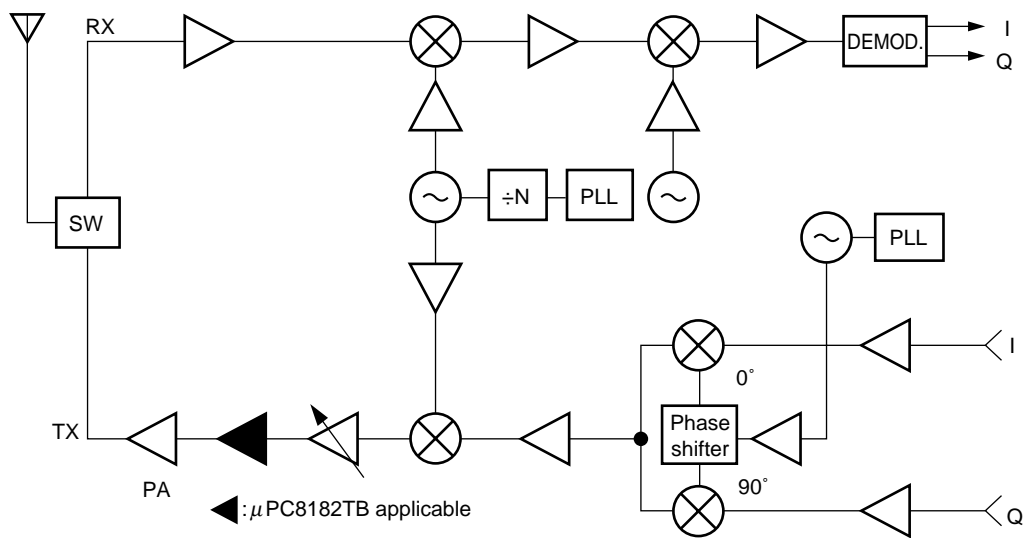 RX
I
DEMOD.
Q
÷N
PLL
SW
PLL
I
0°
TX
Phase
shifter
PA
90°
:μPC8182TB applicable
Q